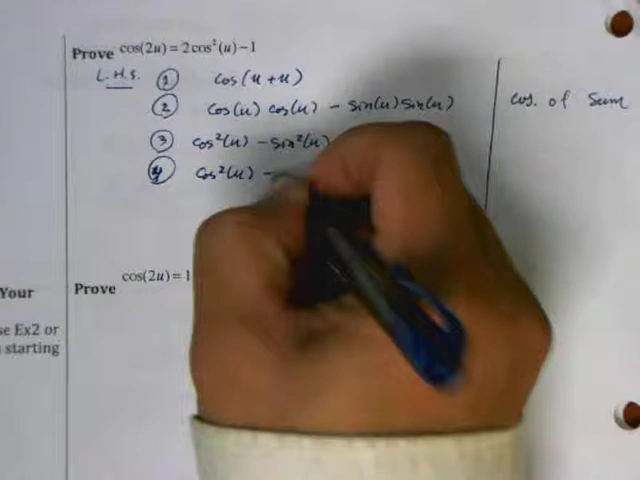 Prove cos(2u) = 2cos²(u) − 1
L.H.S. ① cos(u+u)
② cos(u) cos(u) − sin(u) sin(u) cos. of Sum
③ cos²(u) − sin²(u)
④ cos²(u) −
Prove cos(2u) = 1
Your
se Ex2 or
starting